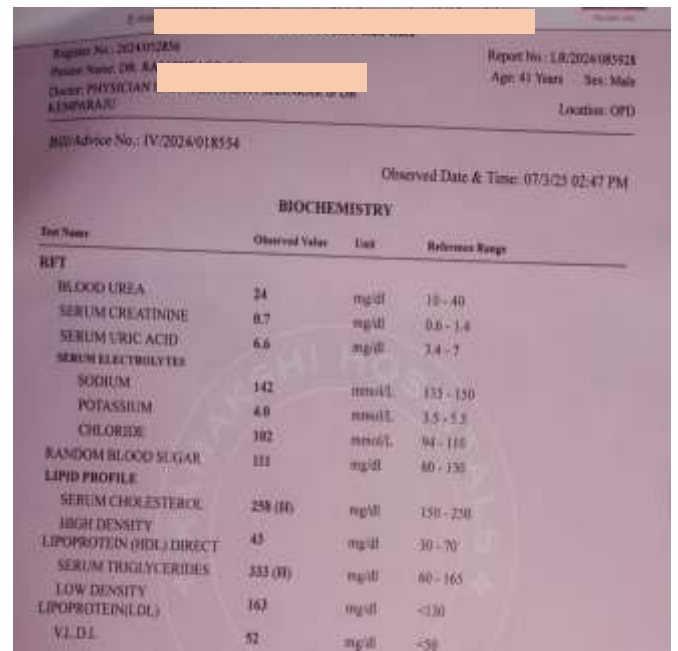 Register No.: 2024/052856
Patient Name: DR.
Doctor: PHYSICIAN
KEMPARAJU
Report No : LR/2024/085928
Age: 41 Years Sex: Male
Location: OPD
Bill/Advice No.: IV/2024/018554
Observed Date & Time: 07/3/25 02:47 PM
BIOCHEMISTRY
Test Name Observed Value Unit Reference Range
RFT
BLOOD UREA 24 mg/dl 10 - 40
SERUM CREATININE 0.7 mg/dl 0.6 - 1.4
SERUM URIC ACID 6.6 mg/dl 3.4 - 7
SERUM ELECTROLYTES
SODIUM 142 mmol/L 135 - 150
POTASSIUM 4.0 mmol/L 3.5 - 5.5
CHLORIDE 102 mmol/L 94 - 110
RANDOM BLOOD SUGAR 111 mg/dl 60 - 150
LIPID PROFILE
SERUM CHOLESTEROL 258 (H) mg/dl 150 - 250
HIGH DENSITY
LIPOPROTEIN (HDL) DIRECT 43 mg/dl 30 - 70
SERUM TRIGLYCERIDES 333 (H) mg/dl 60 - 165
LOW DENSITY
LIPOPROTEIN(LDL) 163 mg/dl <130
V.L.D.L 52 mg/dl <50